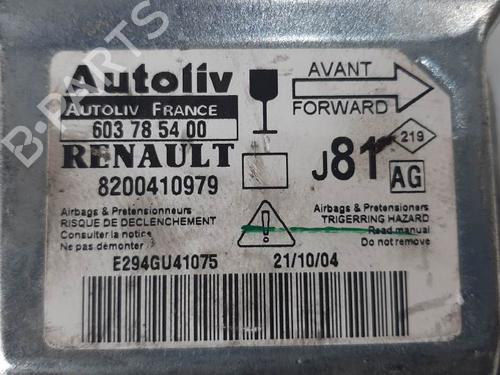 Autoliv
AUTOLIV FRANCE
603 78 54 00
RENAULT
8200410979
AVANT
FORWARD
J81
219
AG
Airbags & Pretensionneurs
RISQUE DE DECLENCHEMENT
Consulter la notice
Ne pas démonter
Airbags & Pretensioners
TRIGERRING HAZARD
Read manual
Do not remove
E294GU41075
21/10/04
B-PARTS